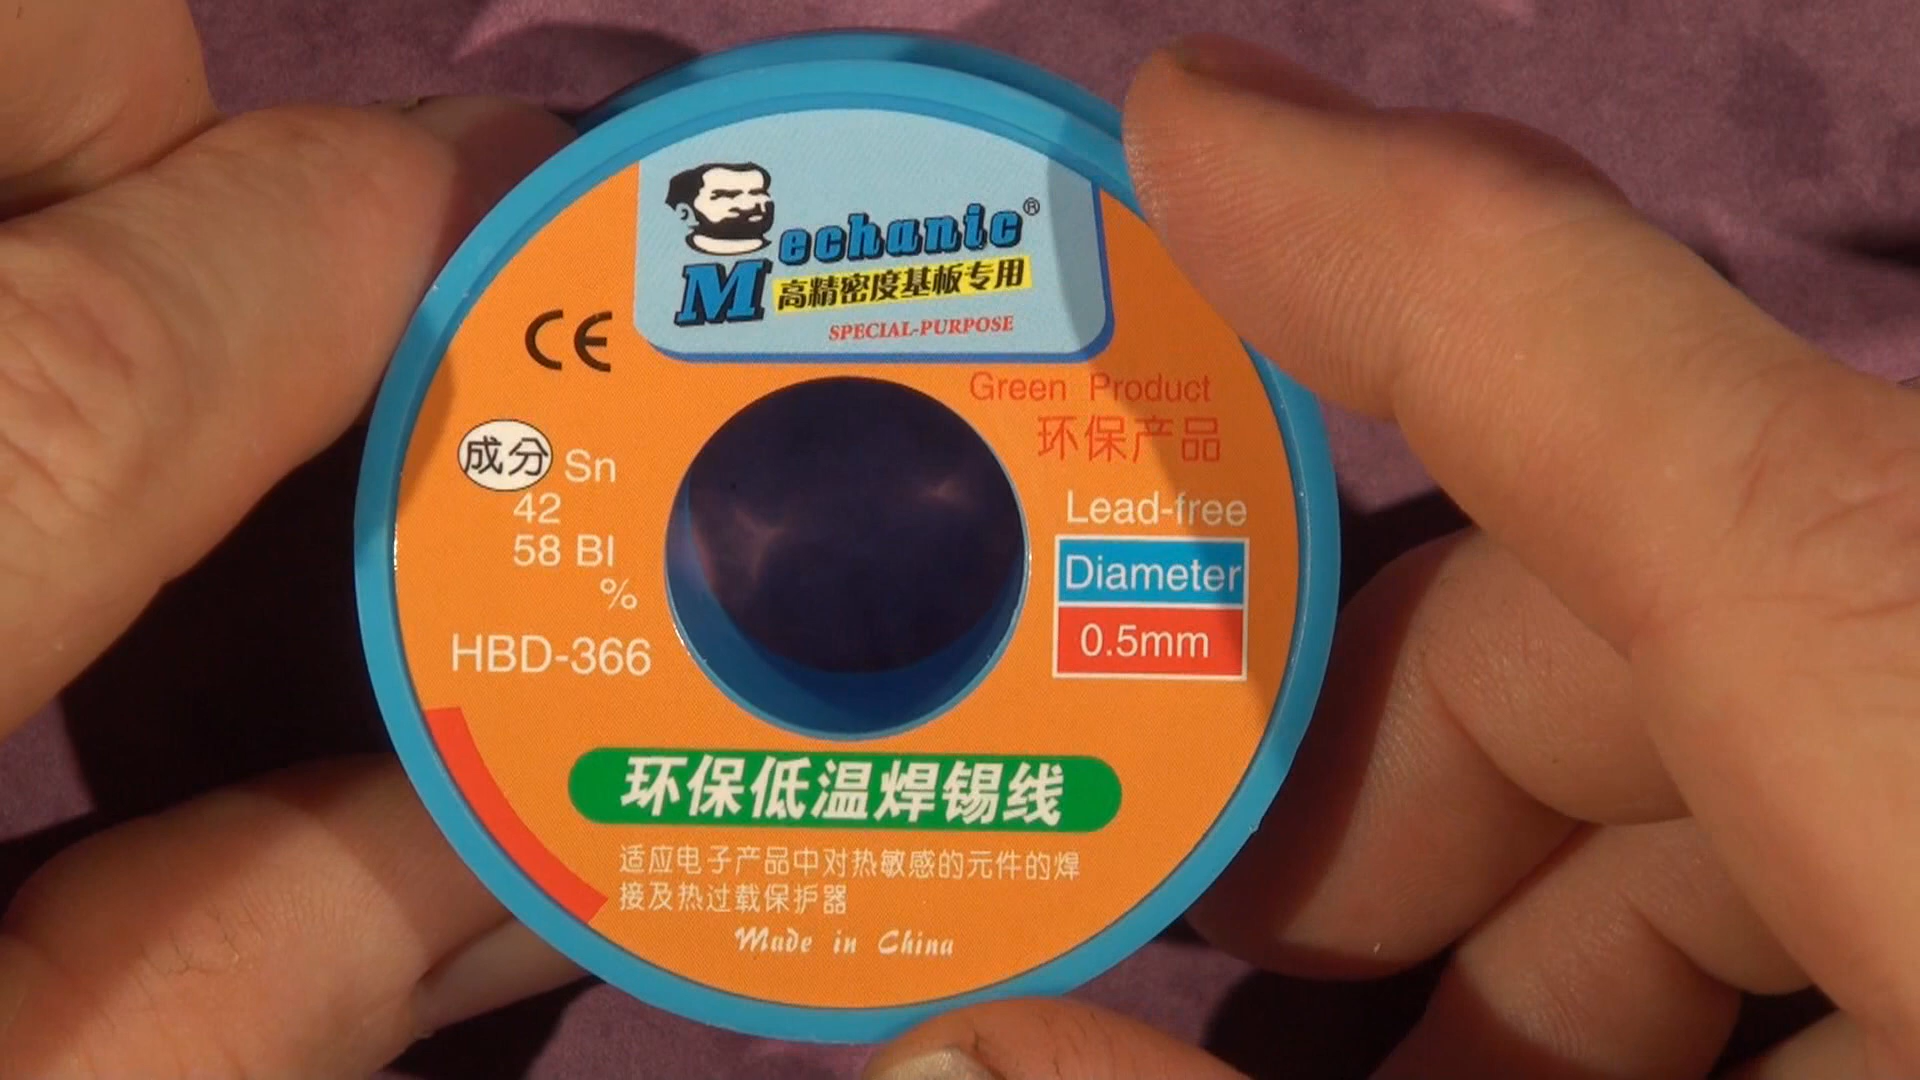 Mechanic®
高精密度基板专用
SPECIAL-PURPOSE
CE
Green Product
环保产品
成分 Sn
42
58 BI
%
HBD-366
Lead-free
Diameter
0.5mm
环保低温焊锡线
适应电子产品中对热敏感的元件的焊
接及热过载保护器
Made in China